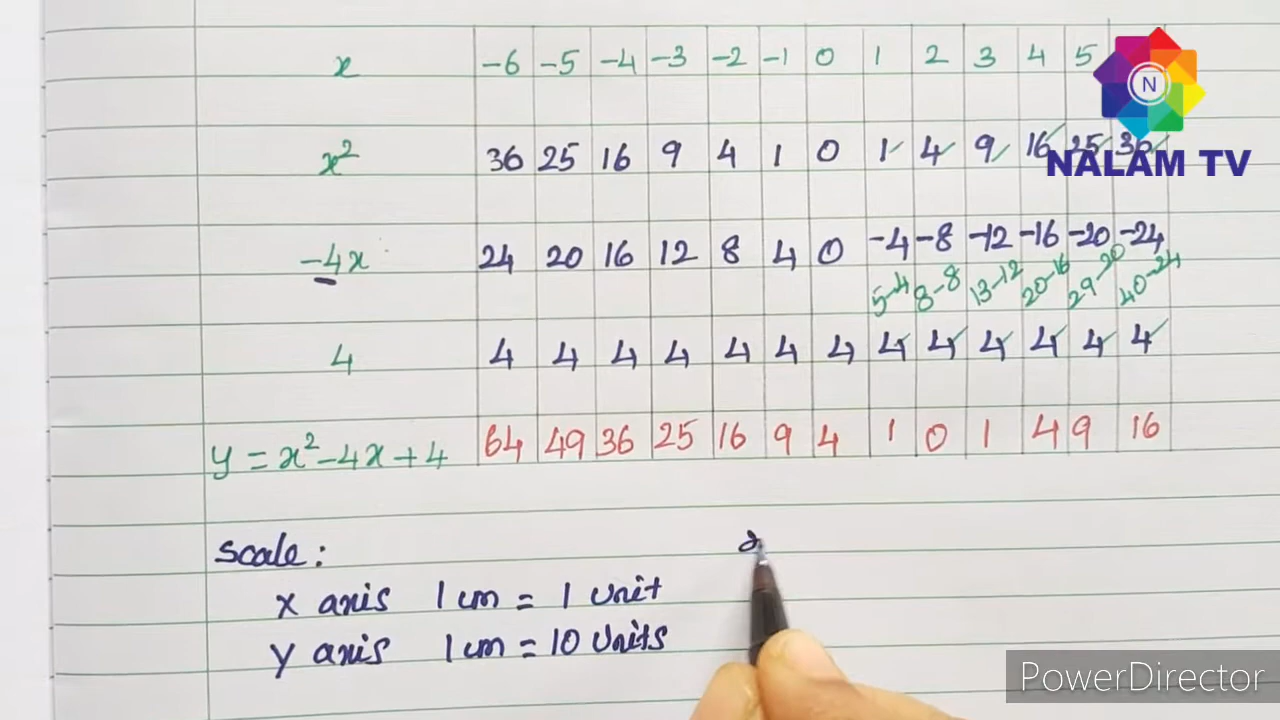 x -6 -5 -4 -3 -2 -1 0 1 2 3 4 5
x² 36 25 16 9 4 1 0 1 4 9 16 25 36
NALAM TV
N
-4x 24 20 16 12 8 4 0 -4 -8 -12 -16 -20 -24
5-4 8-8 13-12 20-16 29-20 40-24
4 4 4 4 4 4 4 4 4 4 4 4 4 4
y = x² - 4x + 4 64 49 36 25 16 9 4 1 0 1 4 9 16
Scale:
x axis 1 cm = 1 unit
y axis 1 cm = 10 units
PowerDirector